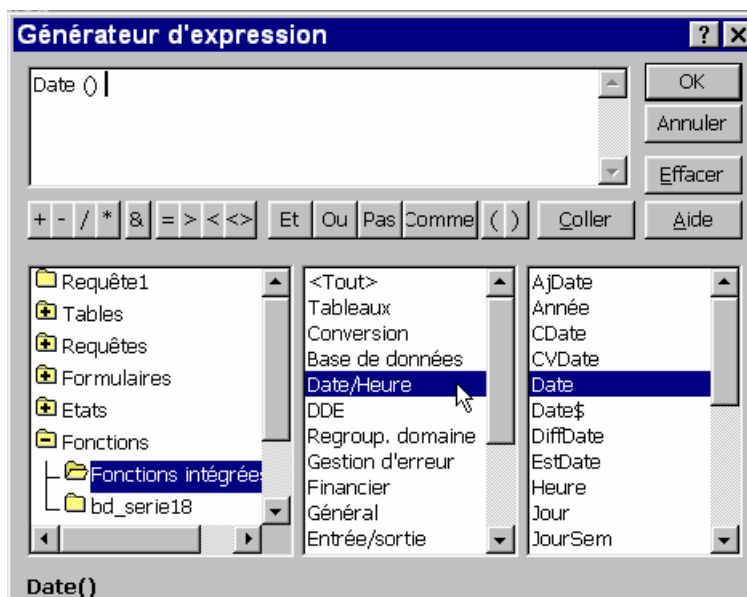 Générateur d'expression
Date ()
OK
Annuler
Effacer
+ - / * & = > < <> Et Ou Pas Comme ( ) Coller Aide
Requête1
Tables
Requêtes
Formulaires
Etats
Fonctions
Fonctions intégrée
bd_serie18
<Tout>
Tableaux
Conversion
Base de données
Date/Heure
DDE
Regroup. domaine
Gestion d'erreur
Financier
Général
Entrée/sortie
AjDate
Année
CDate
CVDate
Date
Date$
DiffDate
EstDate
Heure
Jour
JourSem
Date()